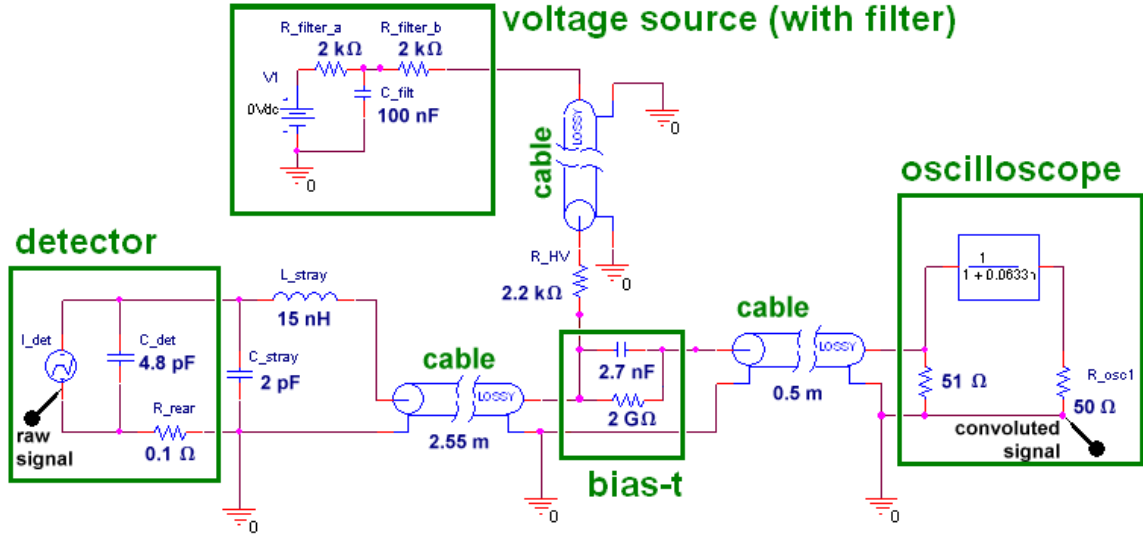 voltage source (with filter)
R_filter_a
R_filter_b
2 kΩ
2 kΩ
V1
C_filt
0Vdc
100 nF
0
LOSSY
0
cable
oscilloscope
detector
R_HV
2.2 kΩ
0
1
1 + 0.0633
L_stray
15 nH
cable
LOSSY
I_det
C_det
4.8 pF
C_stray
2 pF
cable
LOSSY
2.7 nF
2 GΩ
0.5 m
51 Ω
R_osc1
50 Ω
R_rear
0.1 Ω
raw
signal
2.55 m
convoluted
signal
bias-t
0
0
0